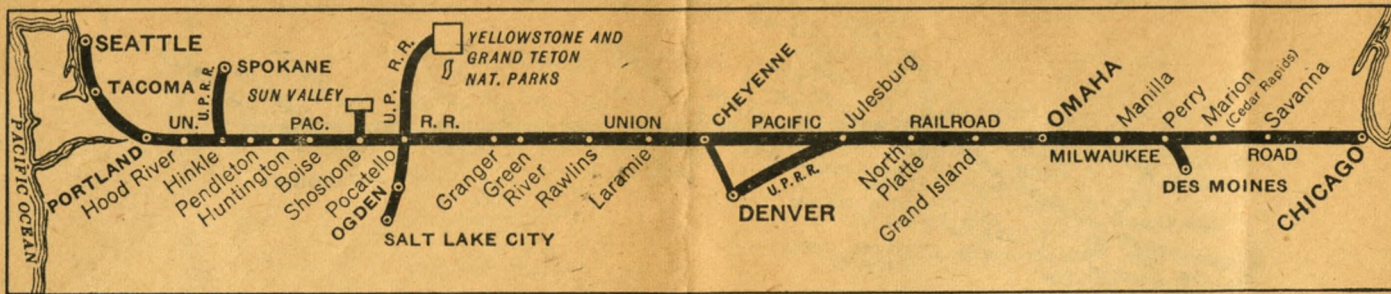 SEATTLE
TACOMA
U.P.R.R.
SPOKANE
SUN VALLEY
U.P. R.R.
YELLOWSTONE AND
GRAND TETON
NAT. PARKS
PACIFIC OCEAN
UN. PAC. R.R. UNION PACIFIC RAILROAD
PORTLAND
Hood River
Hinkle
Pendleton
Huntington
Boise
Shoshone
Pocatello
OGDEN
SALT LAKE CITY
Granger
Green
River
Rawlins
Laramie
CHEYENNE
DENVER
U.P.R.R.
Julesburg
North
Platte
Grand Island
OMAHA
MILWAUKEE ROAD
Manilla
Perry
DES MOINES
Marion
(Cedar Rapids)
Savanna
CHICAGO